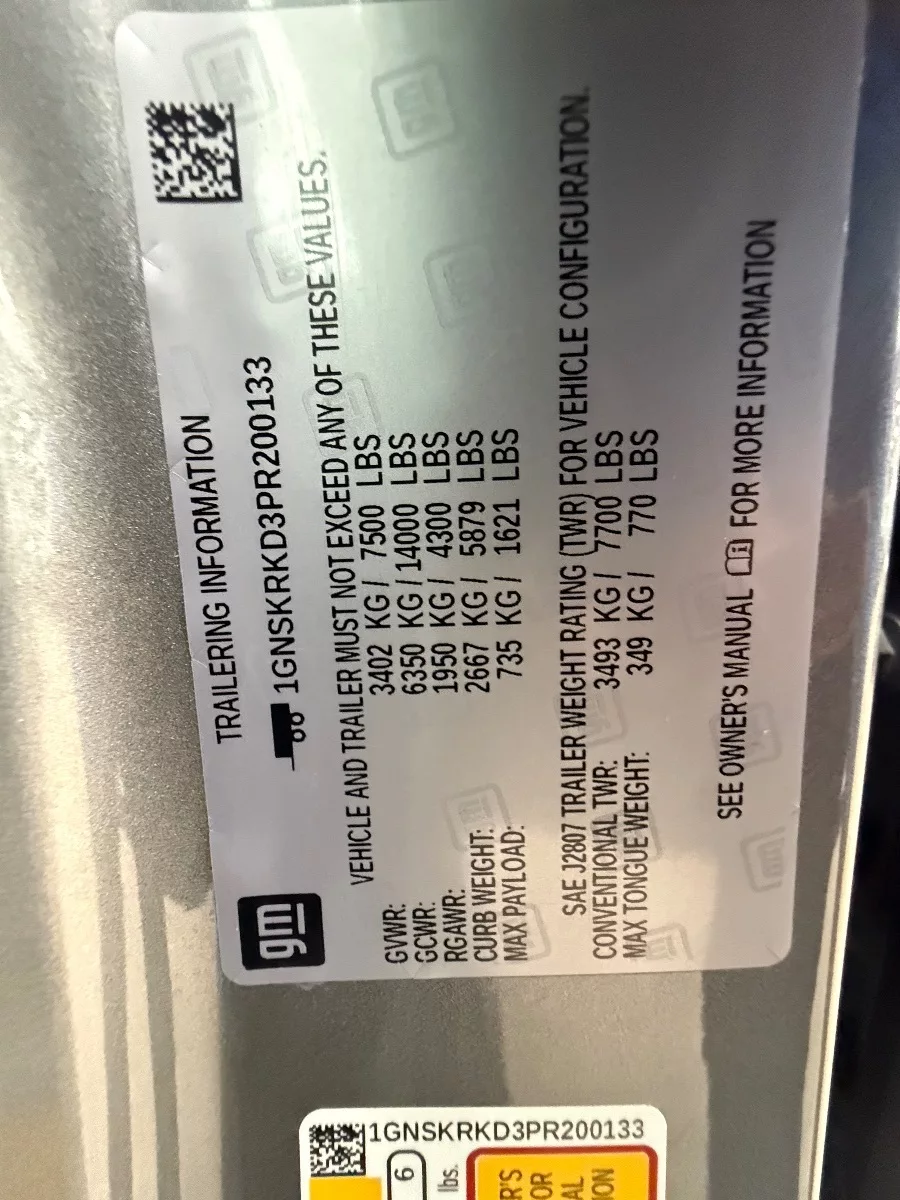 gm
TRAILERING INFORMATION
1GNSKRKD3PR200133
VEHICLE AND TRAILER MUST NOT EXCEED ANY OF THESE VALUES.
GVWR: 3402 KG / 7500 LBS
GCWR: 6350 KG / 14000 LBS
RGAWR: 1950 KG / 4300 LBS
CURB WEIGHT: 2667 KG / 5879 LBS
MAX PAYLOAD: 735 KG / 1621 LBS
SAE J2807 TRAILER WEIGHT RATING (TWR) FOR VEHICLE CONFIGURATION.
CONVENTIONAL TWR: 3493 KG / 7700 LBS
MAX TONGUE WEIGHT: 349 KG / 770 LBS
SEE OWNER'S MANUAL FOR MORE INFORMATION
1GNSKRKD3PR200133
6
lbs.
R'S
OR
AL
ION